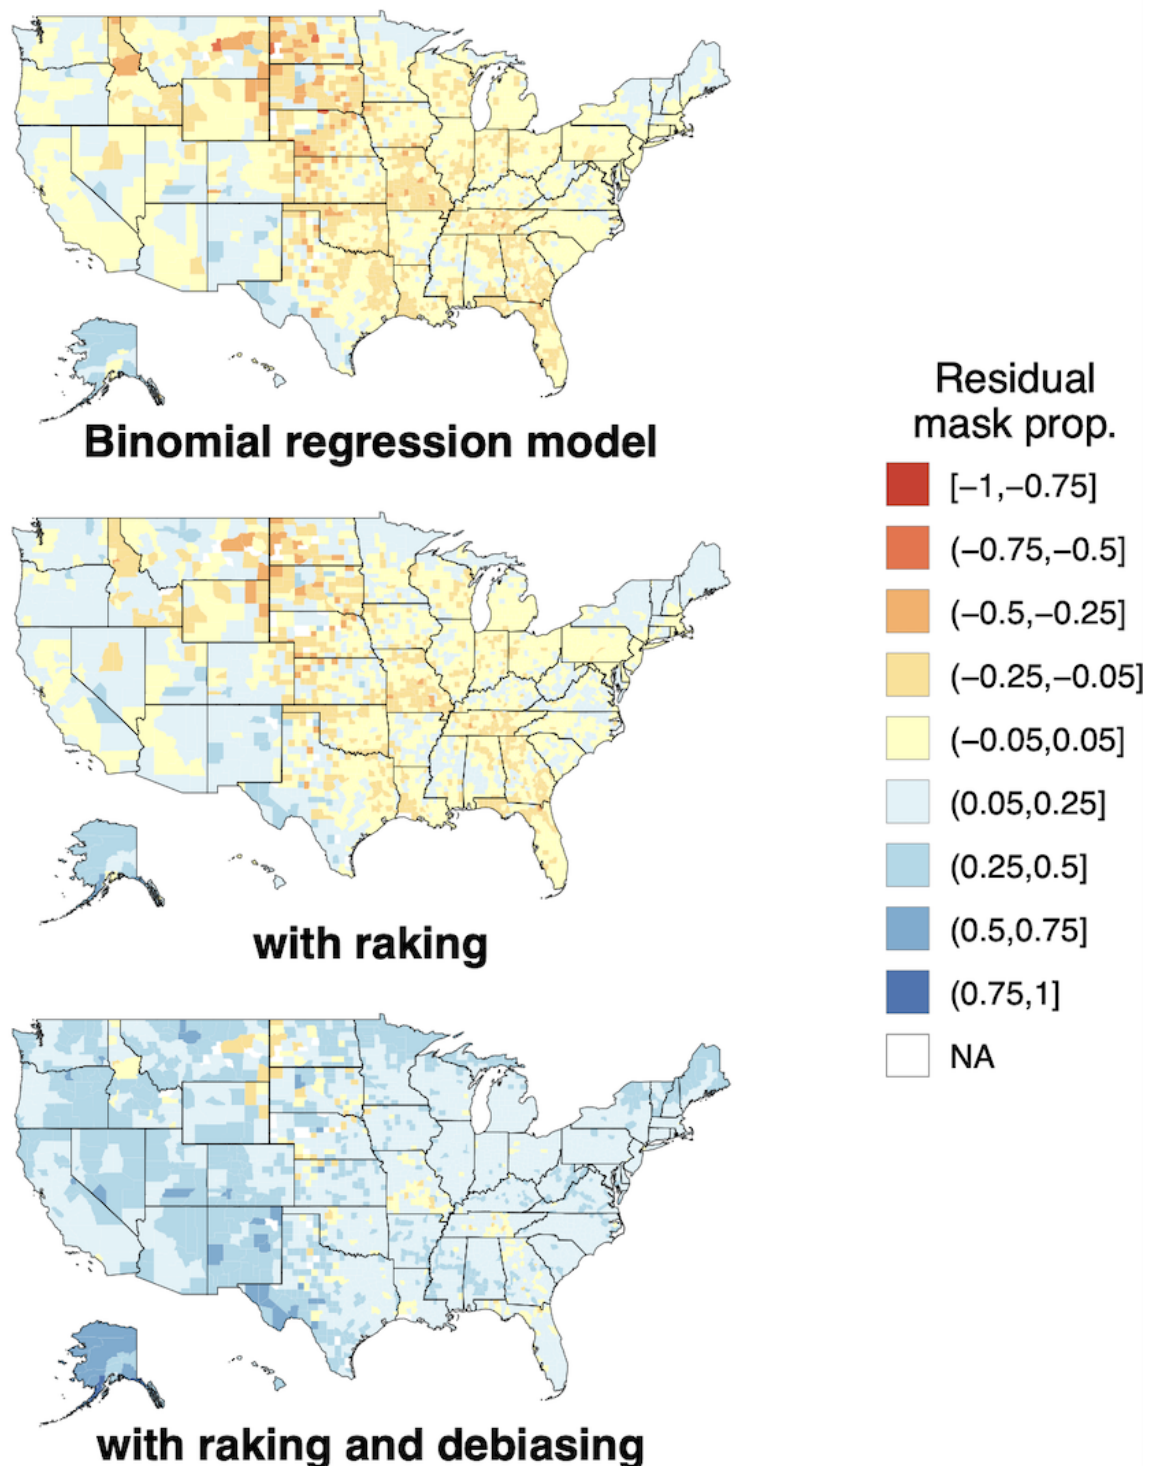 Binomial regression model
with raking
with raking and debiasing
Residual
mask prop.
[−1,−0.75]
(−0.75,−0.5]
(−0.5,−0.25]
(−0.25,−0.05]
(−0.05,0.05]
(0.05,0.25]
(0.25,0.5]
(0.5,0.75]
(0.75,1]
NA